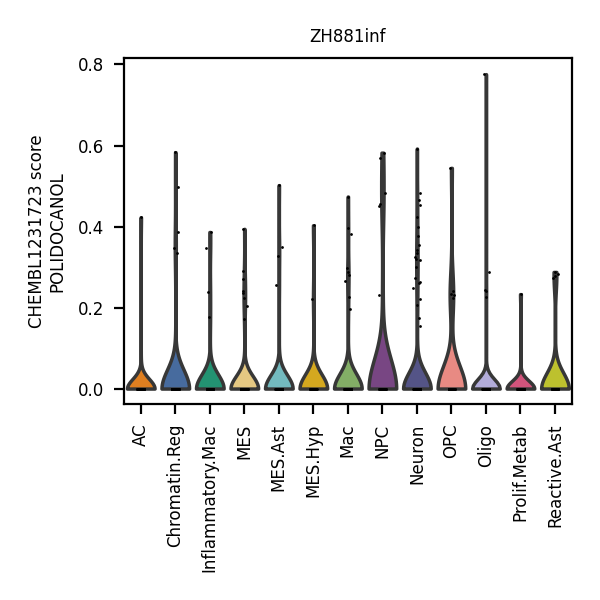 ZH881inf
CHEMBL1231723 score
POLIDOCANOL
0.8
0.6
0.4
0.2
0.0
AC
Chromatin.Reg
Inflammatory.Mac
MES
MES.Ast
MES.Hyp
Mac
NPC
Neuron
OPC
Oligo
Prolif.Metab
Reactive.Ast